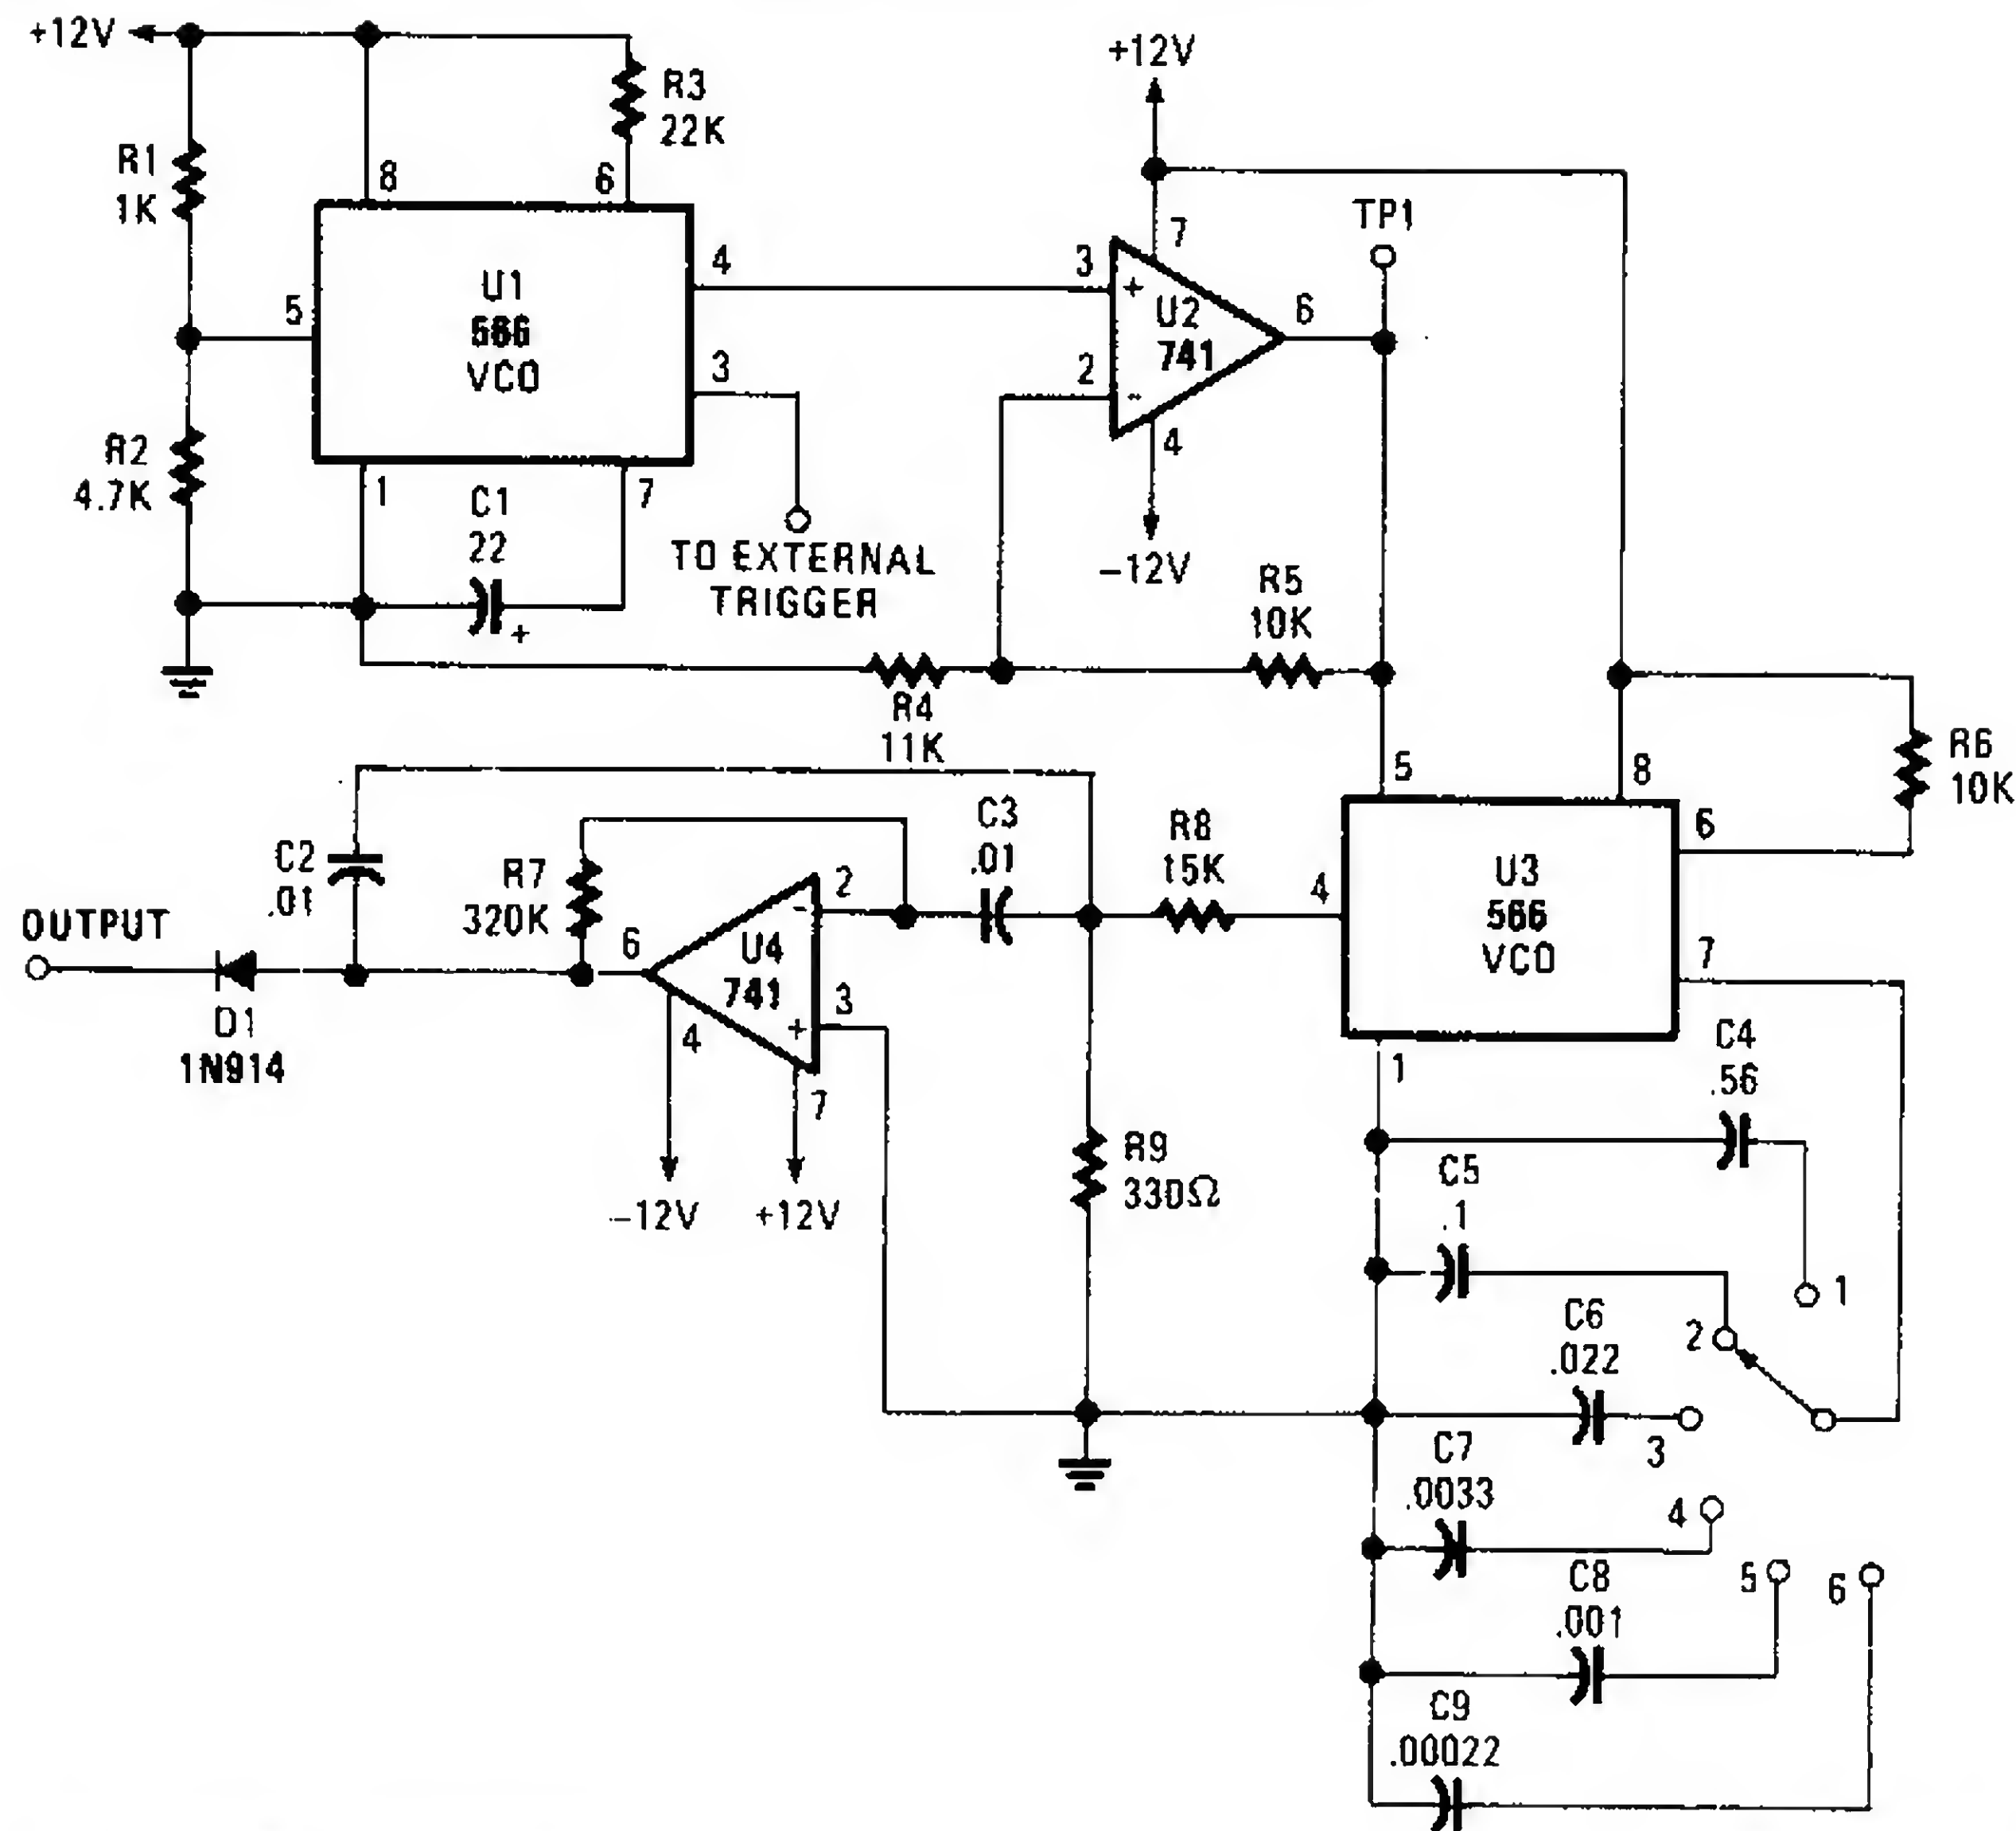 +12V
R1
1K
R2
4.7K
8
6
R3
22K
5
U1
566
VCO
4
3
1
7
C1
22
+
TO EXTERNAL
TRIGGER
+12V
7
3
+
U2
741
2
-
6
4
-12V
TP1
R5
10K
R4
11K
5
8
R6
10K
U3
566
VCO
4
6
7
1
R8
15K
C3
.01
C2
.01
R7
320K
OUTPUT
D1
1N914
6
U4
741
2
-
3
+
4
7
-12V
+12V
R9
330Ω
C4
.56
C5
.1
1
2
C6
.022
3
C7
.0033
4
C8
.001
5
6
C9
.00022